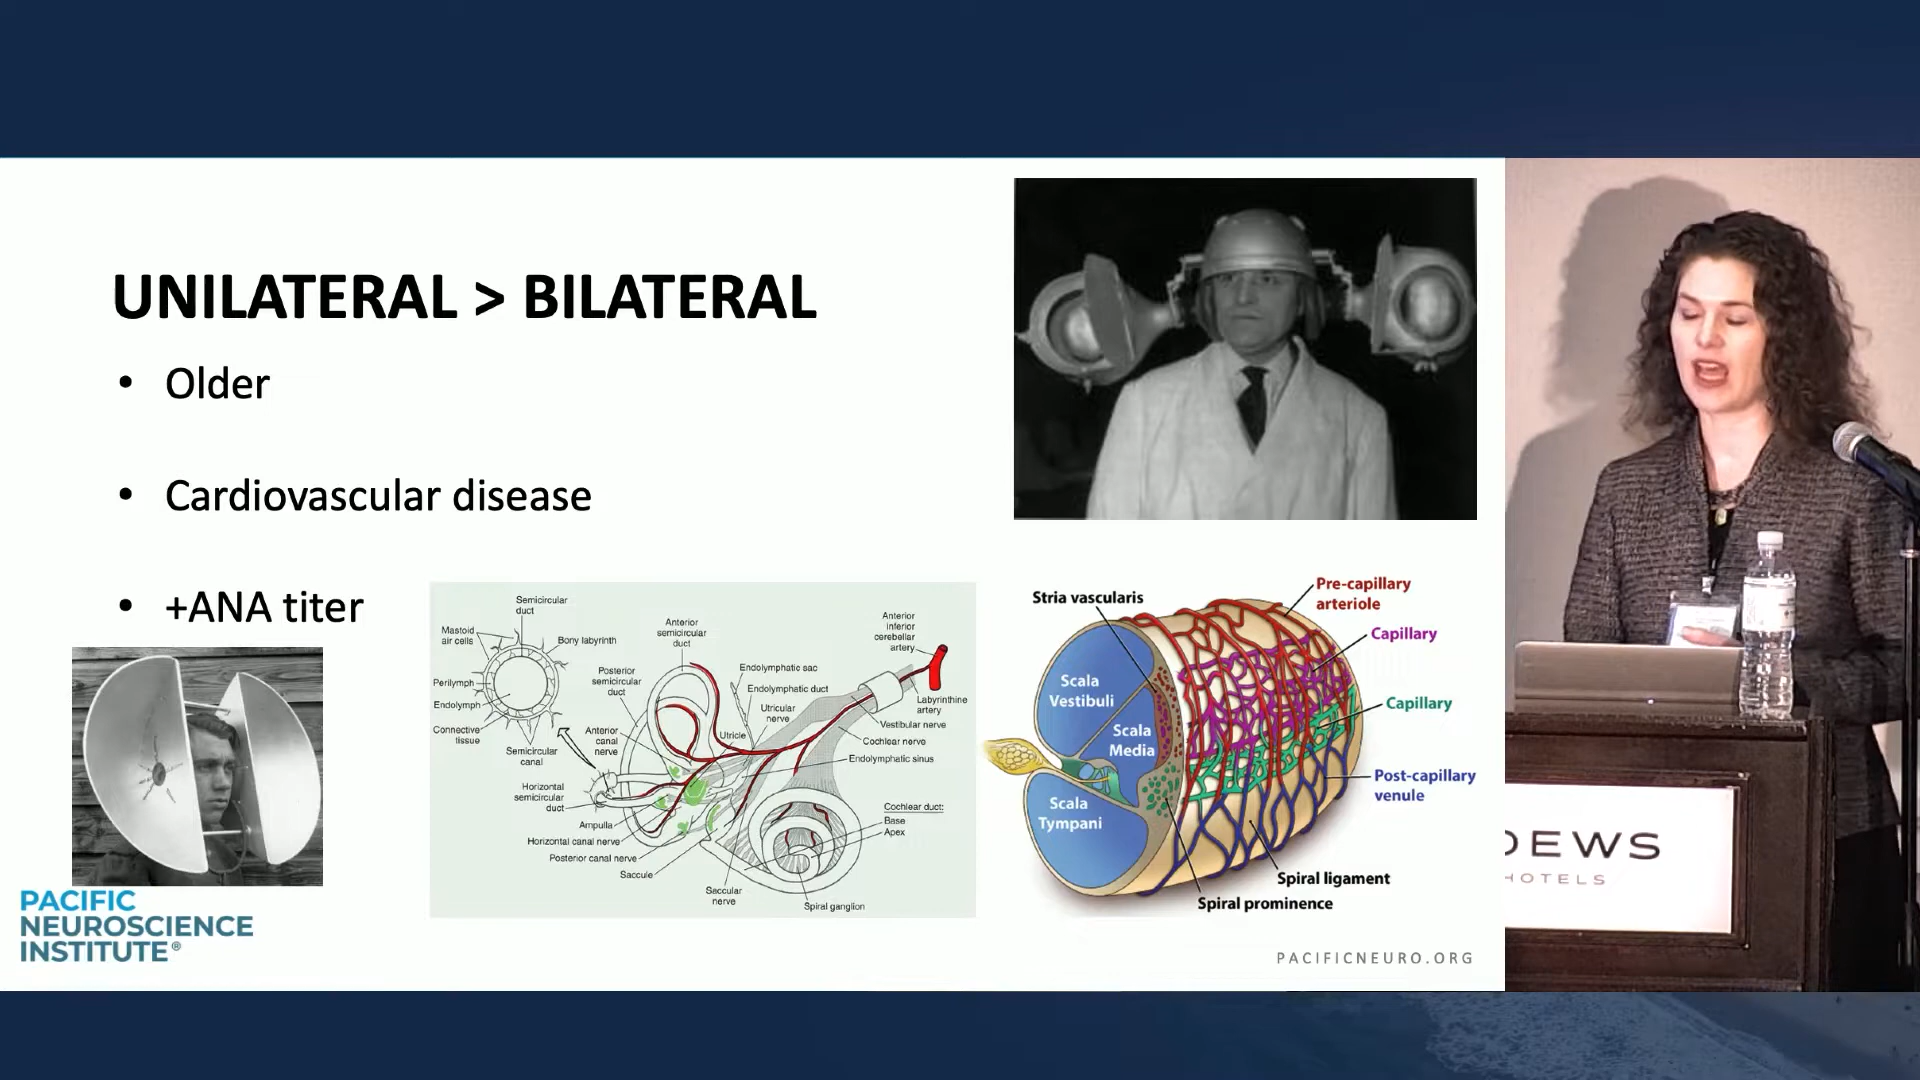 UNILATERAL > BILATERAL
• Older
• Cardiovascular disease
• +ANA titer
Semicircular
duct
Mastoid
air cells
Bony labyrinth
Perilymph
Endolymph
Connective
tissue
Semicircular
canal
Anterior
semicircular
duct
Posterior
semicircular
duct
Endolymphatic sac
Endolymphatic duct
Utricular
nerve
Utricle
Anterior
canal
nerve
Horizontal
semicircular
duct
Ampulla
Horizontal canal nerve
Posterior canal nerve
Saccule
Saccular
nerve
Spiral ganglion
Anterior
inferior
cerebellar
artery
Labyrinthine
artery
Vestibular nerve
Cochlear nerve
Endolymphatic sinus
Cochlear duct:
Base
Apex
Stria vascularis
Pre-capillary
arteriole
Capillary
Capillary
Post-capillary
venule
Scala
Vestibuli
Scala
Media
Scala
Tympani
Spiral ligament
Spiral prominence
PACIFIC
NEUROSCIENCE
INSTITUTE®
PACIFICNEURO.ORG
OEWS
HOTELS